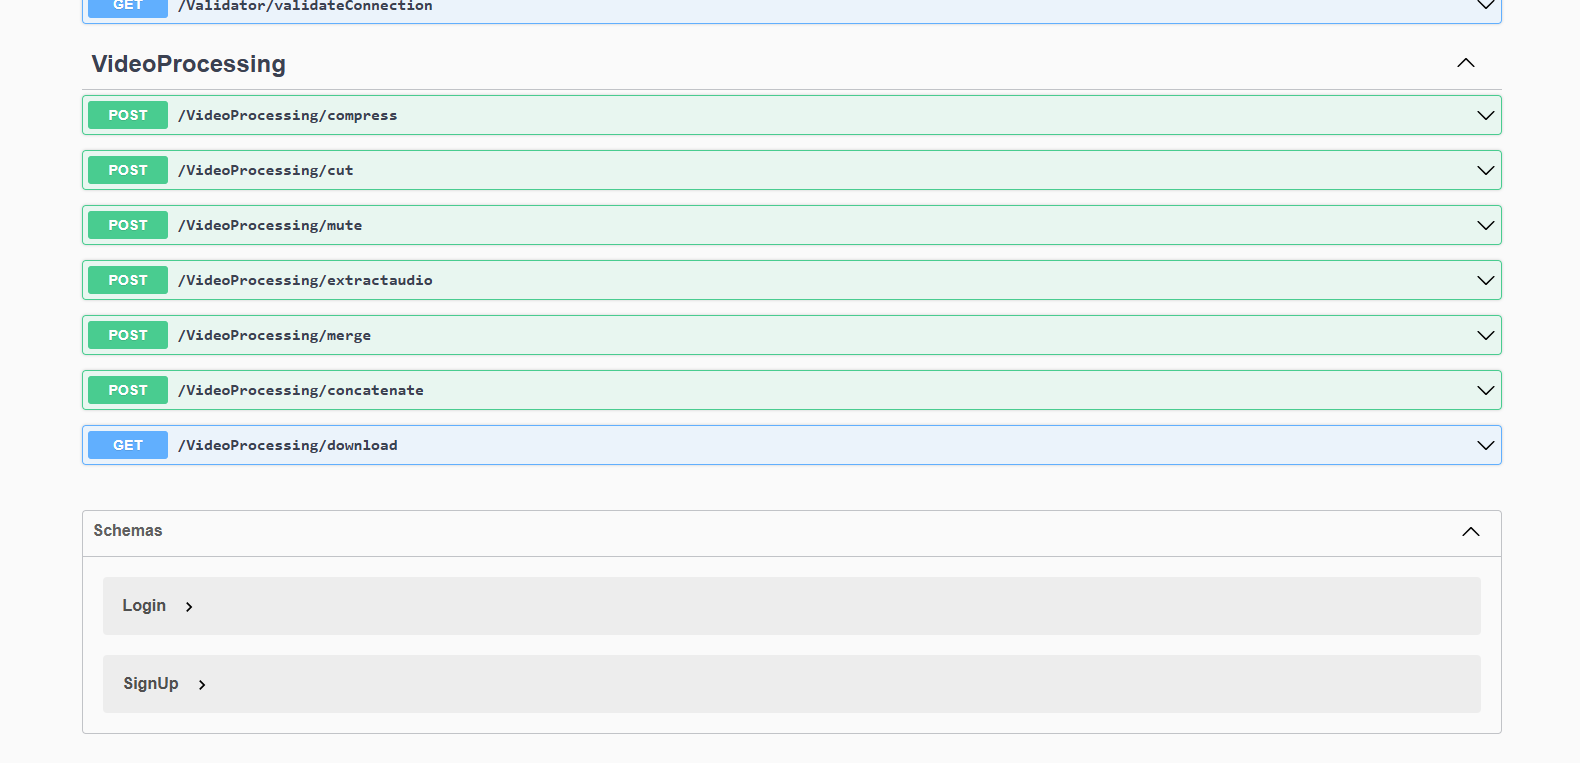 GET /Validator/validateConnection
VideoProcessing
POST /VideoProcessing/compress
POST /VideoProcessing/cut
POST /VideoProcessing/mute
POST /VideoProcessing/extractaudio
POST /VideoProcessing/merge
POST /VideoProcessing/concatenate
GET /VideoProcessing/download
Schemas
Login
SignUp